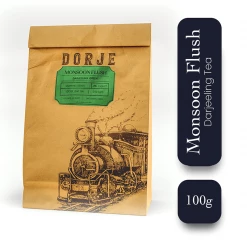 DORJE
MONSOON FLUSH
Monsoon Flush
Darjeeling Tea
100g